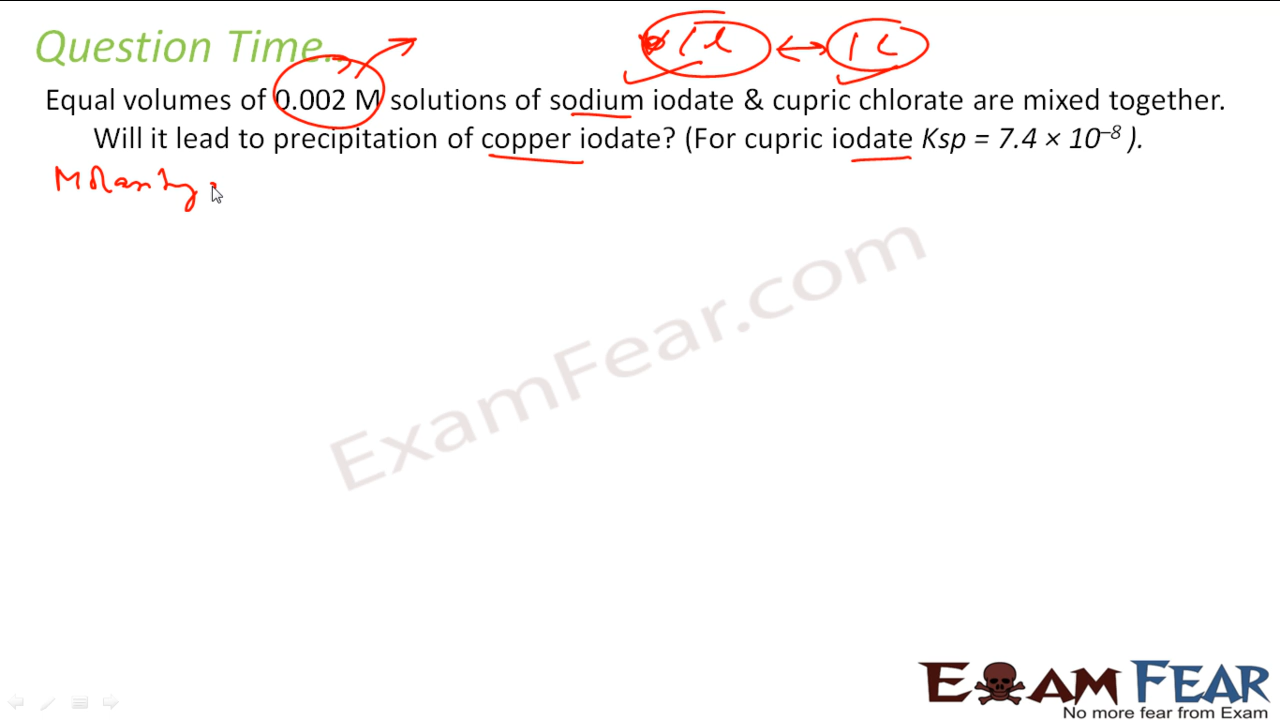 Question Time.
1 L 1 L
Equal volumes of 0.002 M solutions of sodium iodate & cupric chlorate are mixed together.
Will it lead to precipitation of copper iodate? (For cupric iodate Ksp = 7.4 × 10⁻⁸ ).
Molarity
ExamFear.com
EXAM FEAR
No more fear from Exam